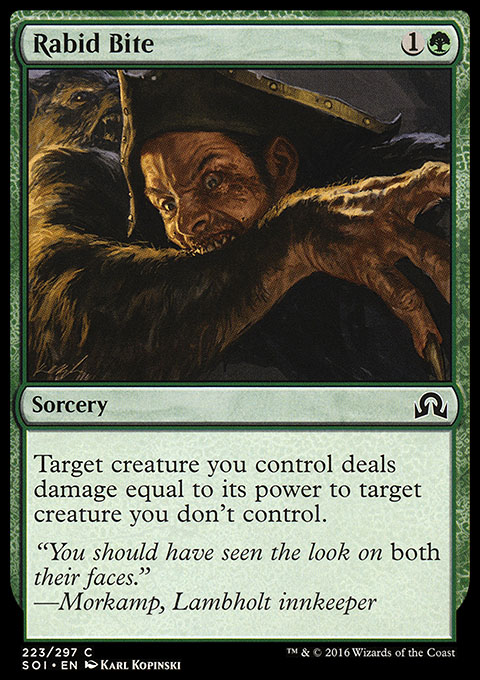 Rabid Bite 1
Sorcery
Target creature you control deals
damage equal to its power to target
creature you don't control.
“You should have seen the look on both
their faces.”
—Morkamp, Lambholt innkeeper
223/297 C
SOI • EN Karl Kopinski
™ & © 2016 Wizards of the Coast